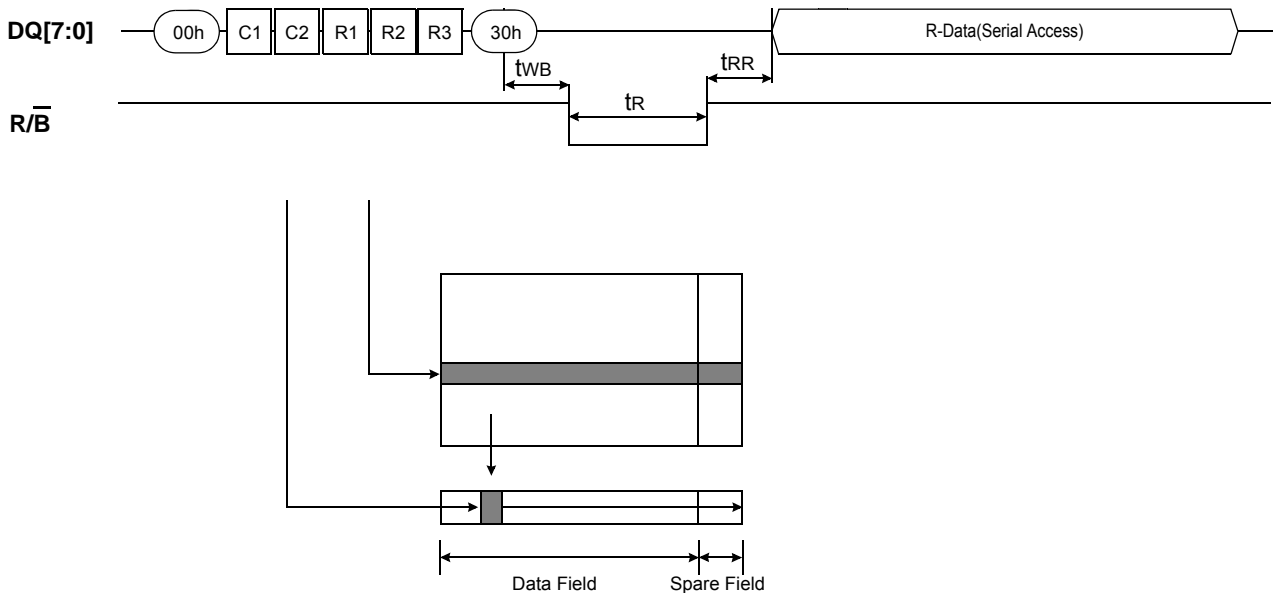 DQ[7:0] 00h C1 C2 R1 R2 R3 30h R-Data(Serial Access)
tWB tRR
tR
R/B̅
Data Field Spare Field